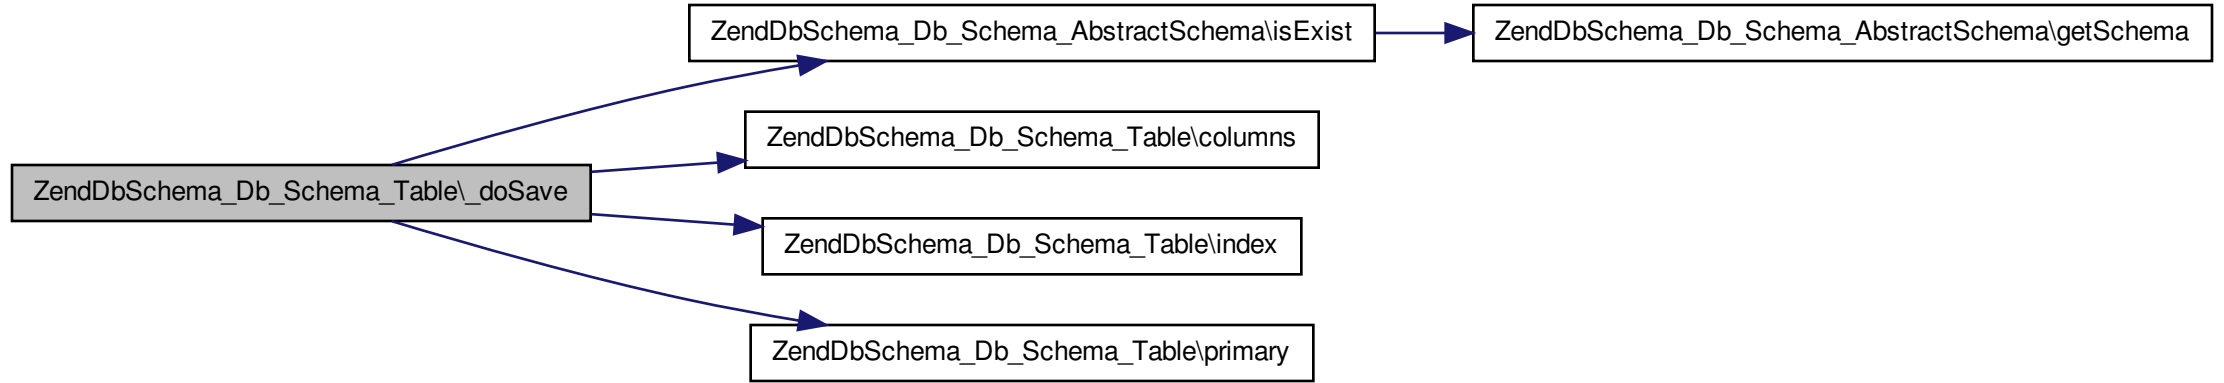 ZendDbSchema_Db_Schema_AbstractSchema\isExist
ZendDbSchema_Db_Schema_AbstractSchema\getSchema
ZendDbSchema_Db_Schema_Table\columns
ZendDbSchema_Db_Schema_Table\_doSave
ZendDbSchema_Db_Schema_Table\index
ZendDbSchema_Db_Schema_Table\primary